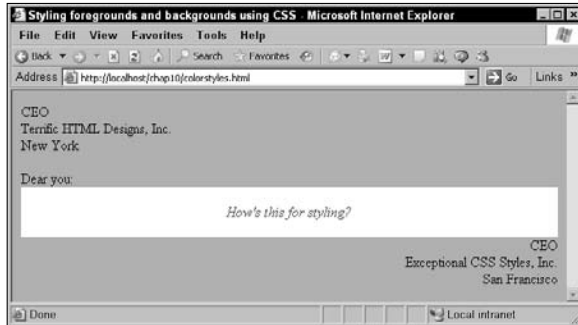 Styling foregrounds and backgrounds using CSS - Microsoft Internet Explorer
File Edit View Favorites Tools Help
Back Search Favorites
Address http://localhost/chap10/colorstyles.html Go Links »
CEO
Terrific HTML Designs, Inc.
New York
Dear you:
How's this for styling?
CEO
Exceptional CSS Styles, Inc.
San Francisco
Done Local intranet